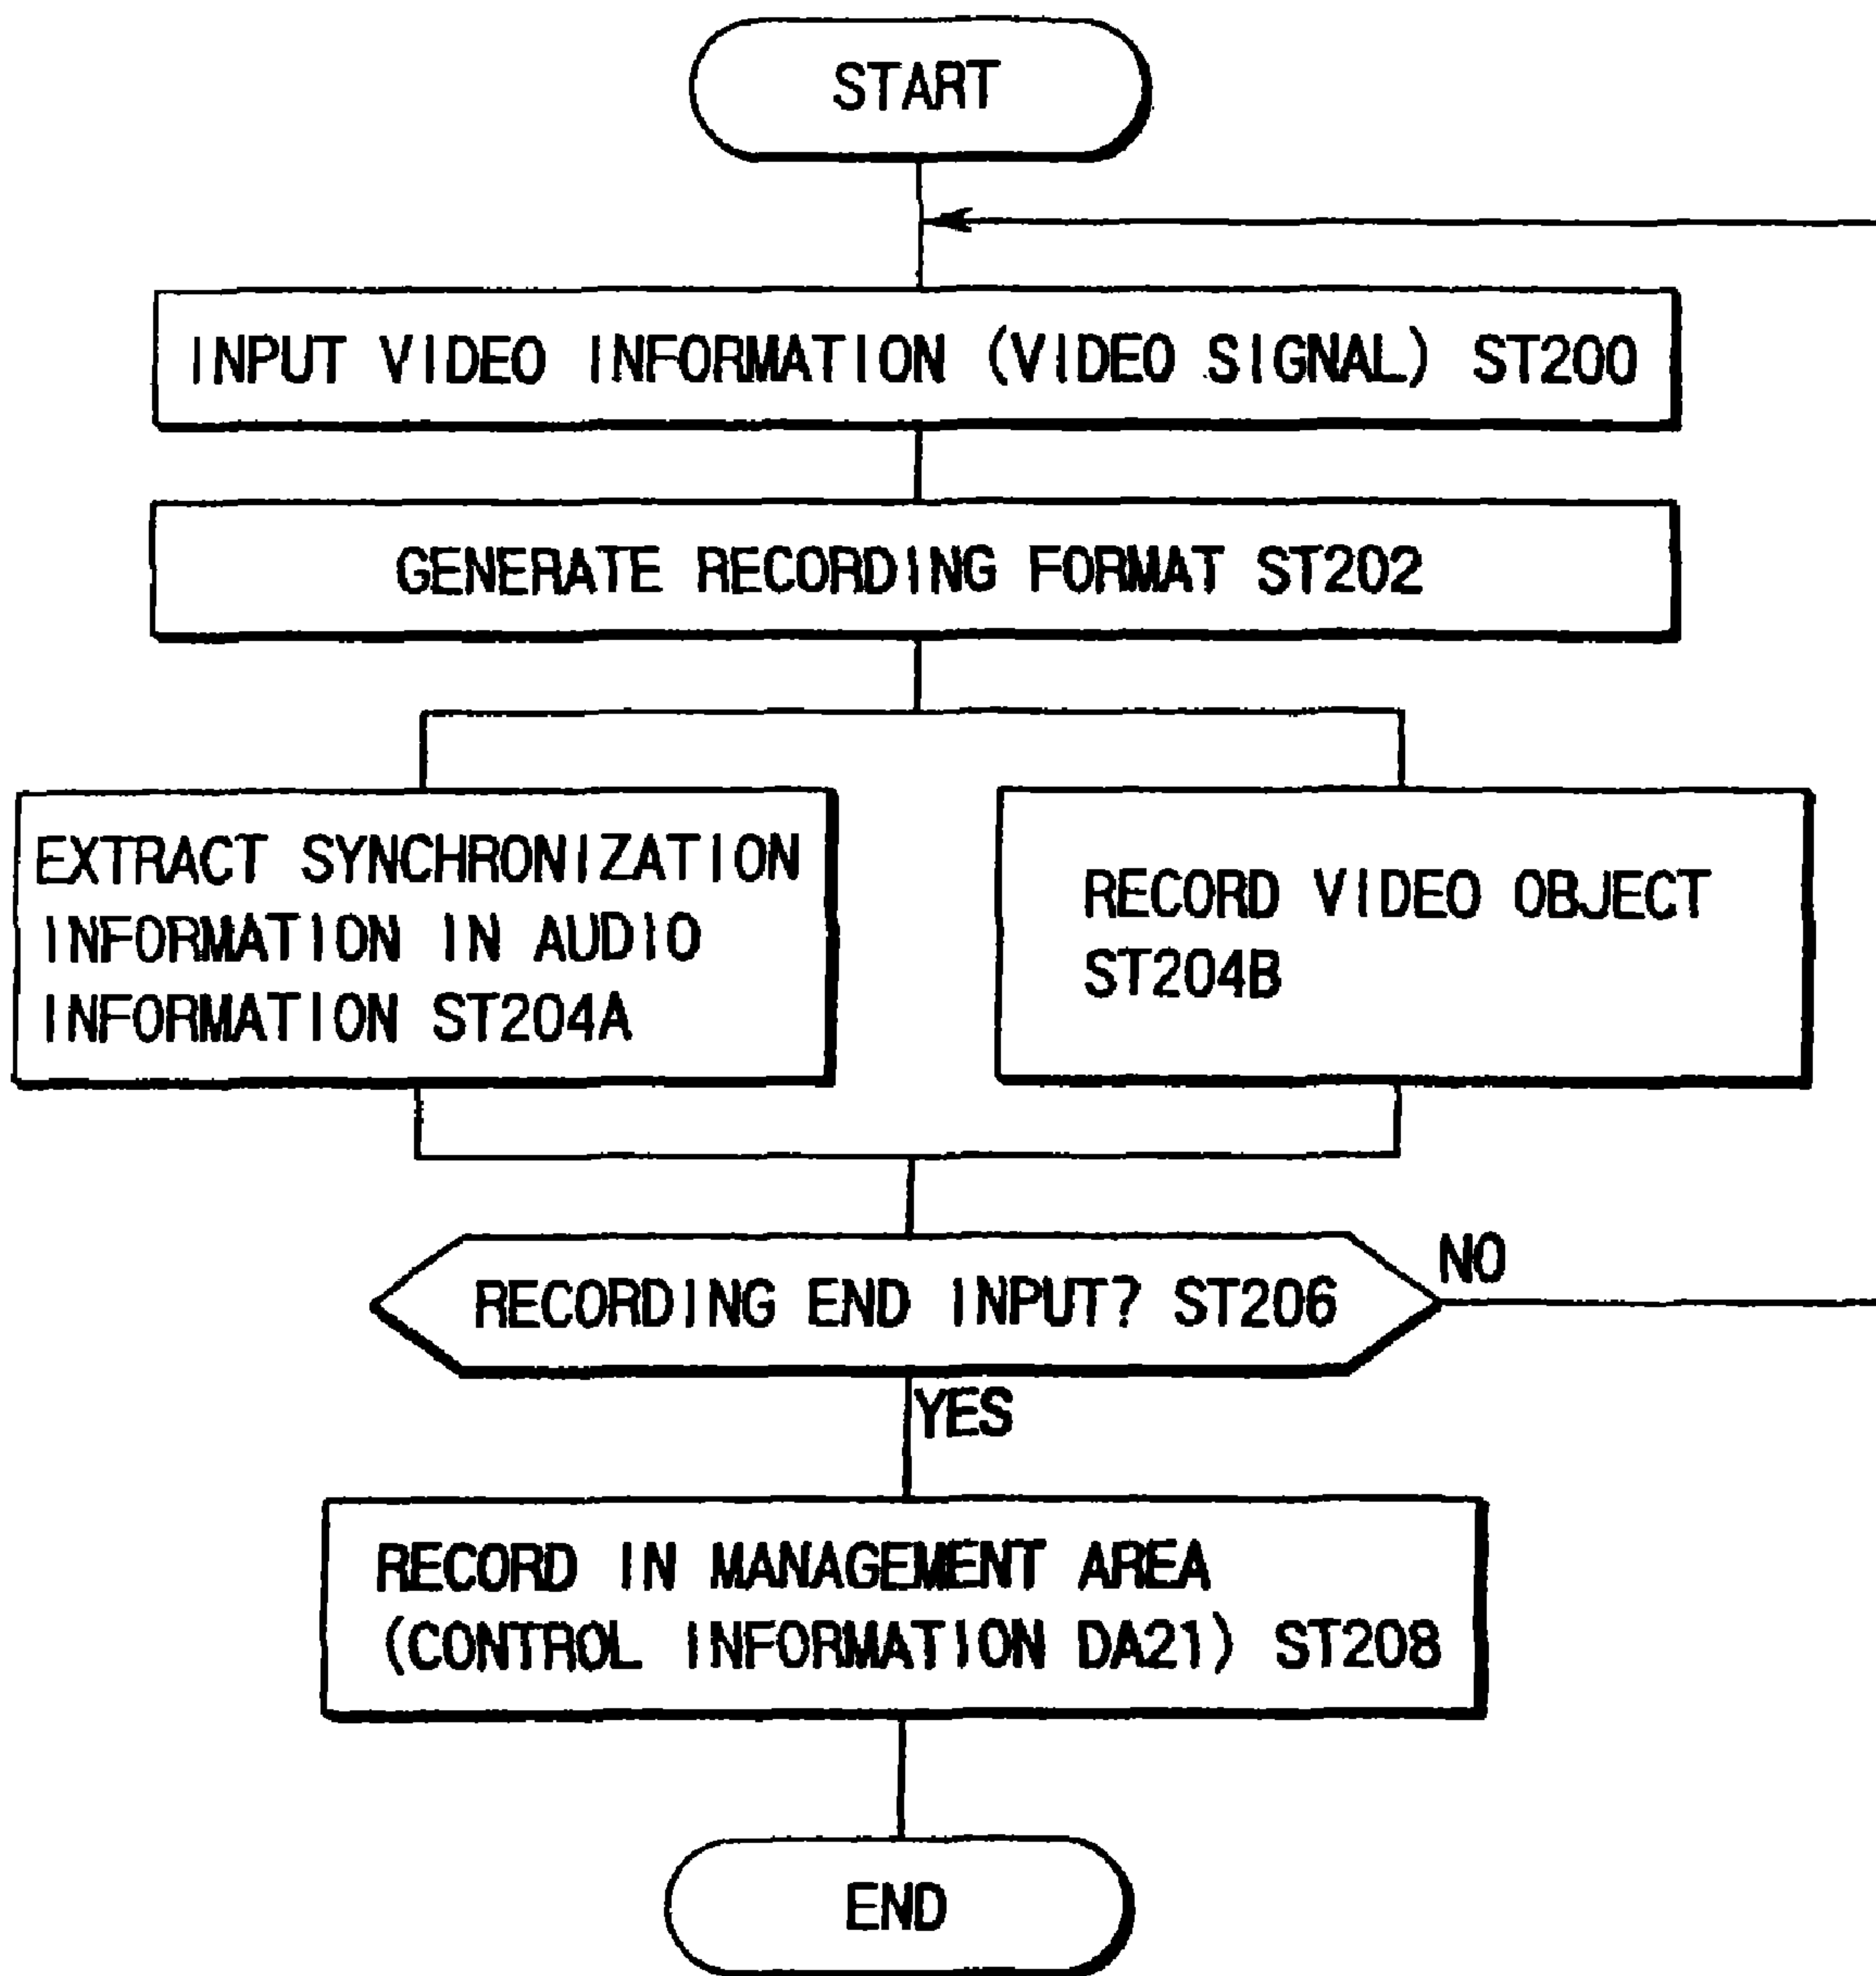 START
INPUT VIDEO INFORMATION (VIDEO SIGNAL) ST200
GENERATE RECORDING FORMAT ST202
EXTRACT SYNCHRONIZATION
INFORMATION IN AUDIO
INFORMATION ST204A
RECORD VIDEO OBJECT
ST204B
RECORDING END INPUT? ST206
NO
YES
RECORD IN MANAGEMENT AREA
(CONTROL INFORMATION DA21) ST208
END